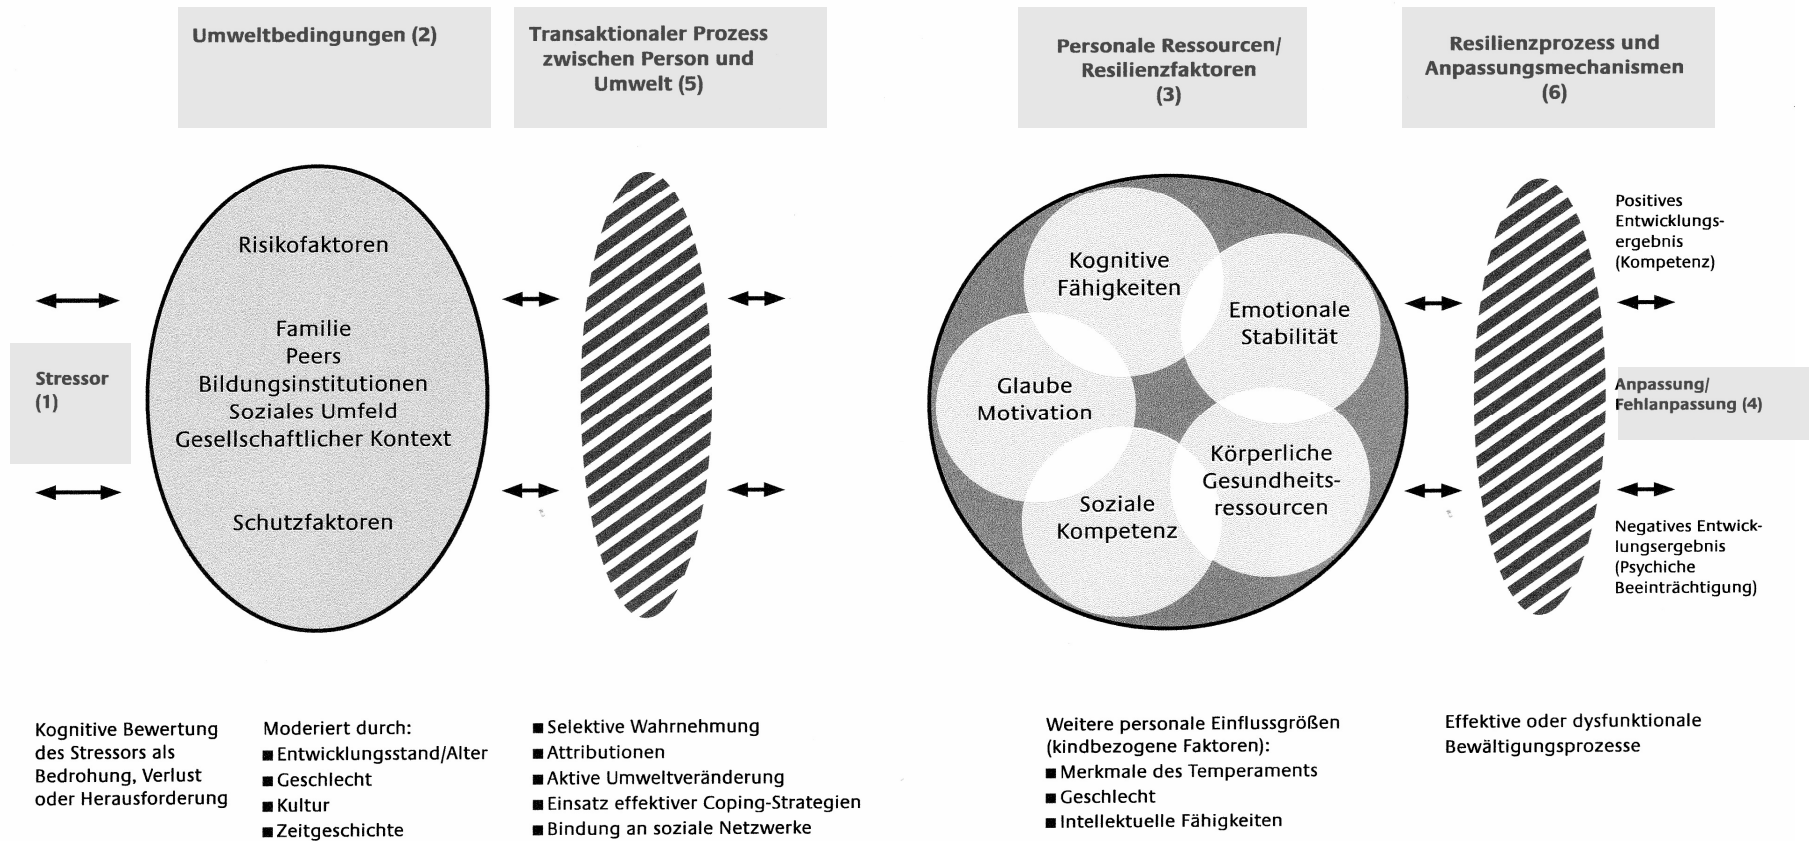 Umweltbedingungen (2)
Transaktionaler Prozess
zwischen Person und
Umwelt (5)
Personale Ressourcen/
Resilienzfaktoren
(3)
Resilienzprozess und
Anpassungsmechanismen
(6)
Stressor
(1)
Risikofaktoren
Familie
Peers
Bildungsinstitutionen
Soziales Umfeld
Gesellschaftlicher Kontext
Schutzfaktoren
Kognitive
Fähigkeiten
Emotionale
Stabilität
Glaube
Motivation
Körperliche
Gesundheits-
ressourcen
Soziale
Kompetenz
Positives
Entwicklungs-
ergebnis
(Kompetenz)
Anpassung/
Fehlanpassung (4)
Negatives Entwick-
lungsergebnis
(Psychiche
Beeinträchtigung)
Kognitive Bewertung
des Stressors als
Bedrohung, Verlust
oder Herausforderung
Moderiert durch:
■ Entwicklungsstand/Alter
■ Geschlecht
■ Kultur
■ Zeitgeschichte
■ Selektive Wahrnehmung
■ Attributionen
■ Aktive Umweltveränderung
■ Einsatz effektiver Coping-Strategien
■ Bindung an soziale Netzwerke
Weitere personale Einflussgrößen
(kindbezogene Faktoren):
■ Merkmale des Temperaments
■ Geschlecht
■ Intellektuelle Fähigkeiten
Effektive oder dysfunktionale
Bewältigungsprozesse